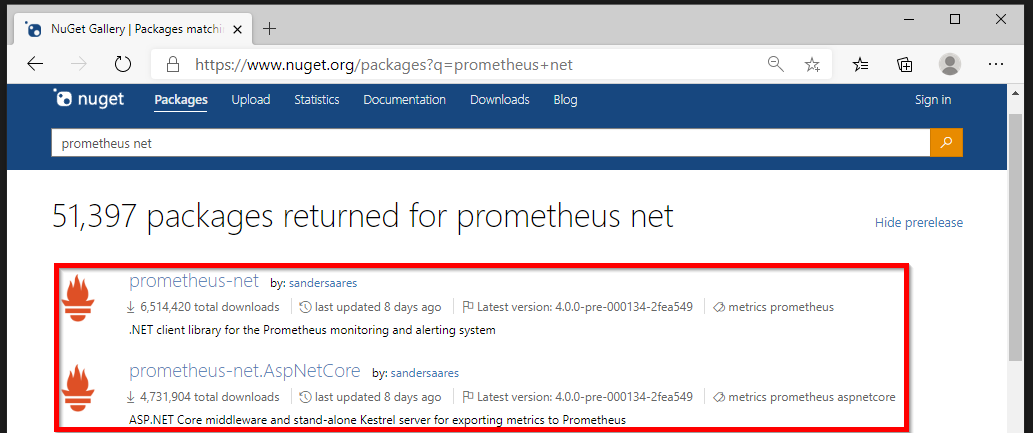 NuGet Gallery | Packages matchi
https://www.nuget.org/packages?q=prometheus+net
nuget Packages Upload Statistics Documentation Downloads Blog Sign in
prometheus net
51,397 packages returned for prometheus net
Hide prerelease
prometheus-net by: sandersaares
6,514,420 total downloads last updated 8 days ago Latest version: 4.0.0-pre-000134-2fea549 metrics prometheus
.NET client library for the Prometheus monitoring and alerting system
prometheus-net.AspNetCore by: sandersaares
4,731,904 total downloads last updated 8 days ago Latest version: 4.0.0-pre-000134-2fea549 metrics prometheus aspnetcore
ASP.NET Core middleware and stand-alone Kestrel server for exporting metrics to Prometheus